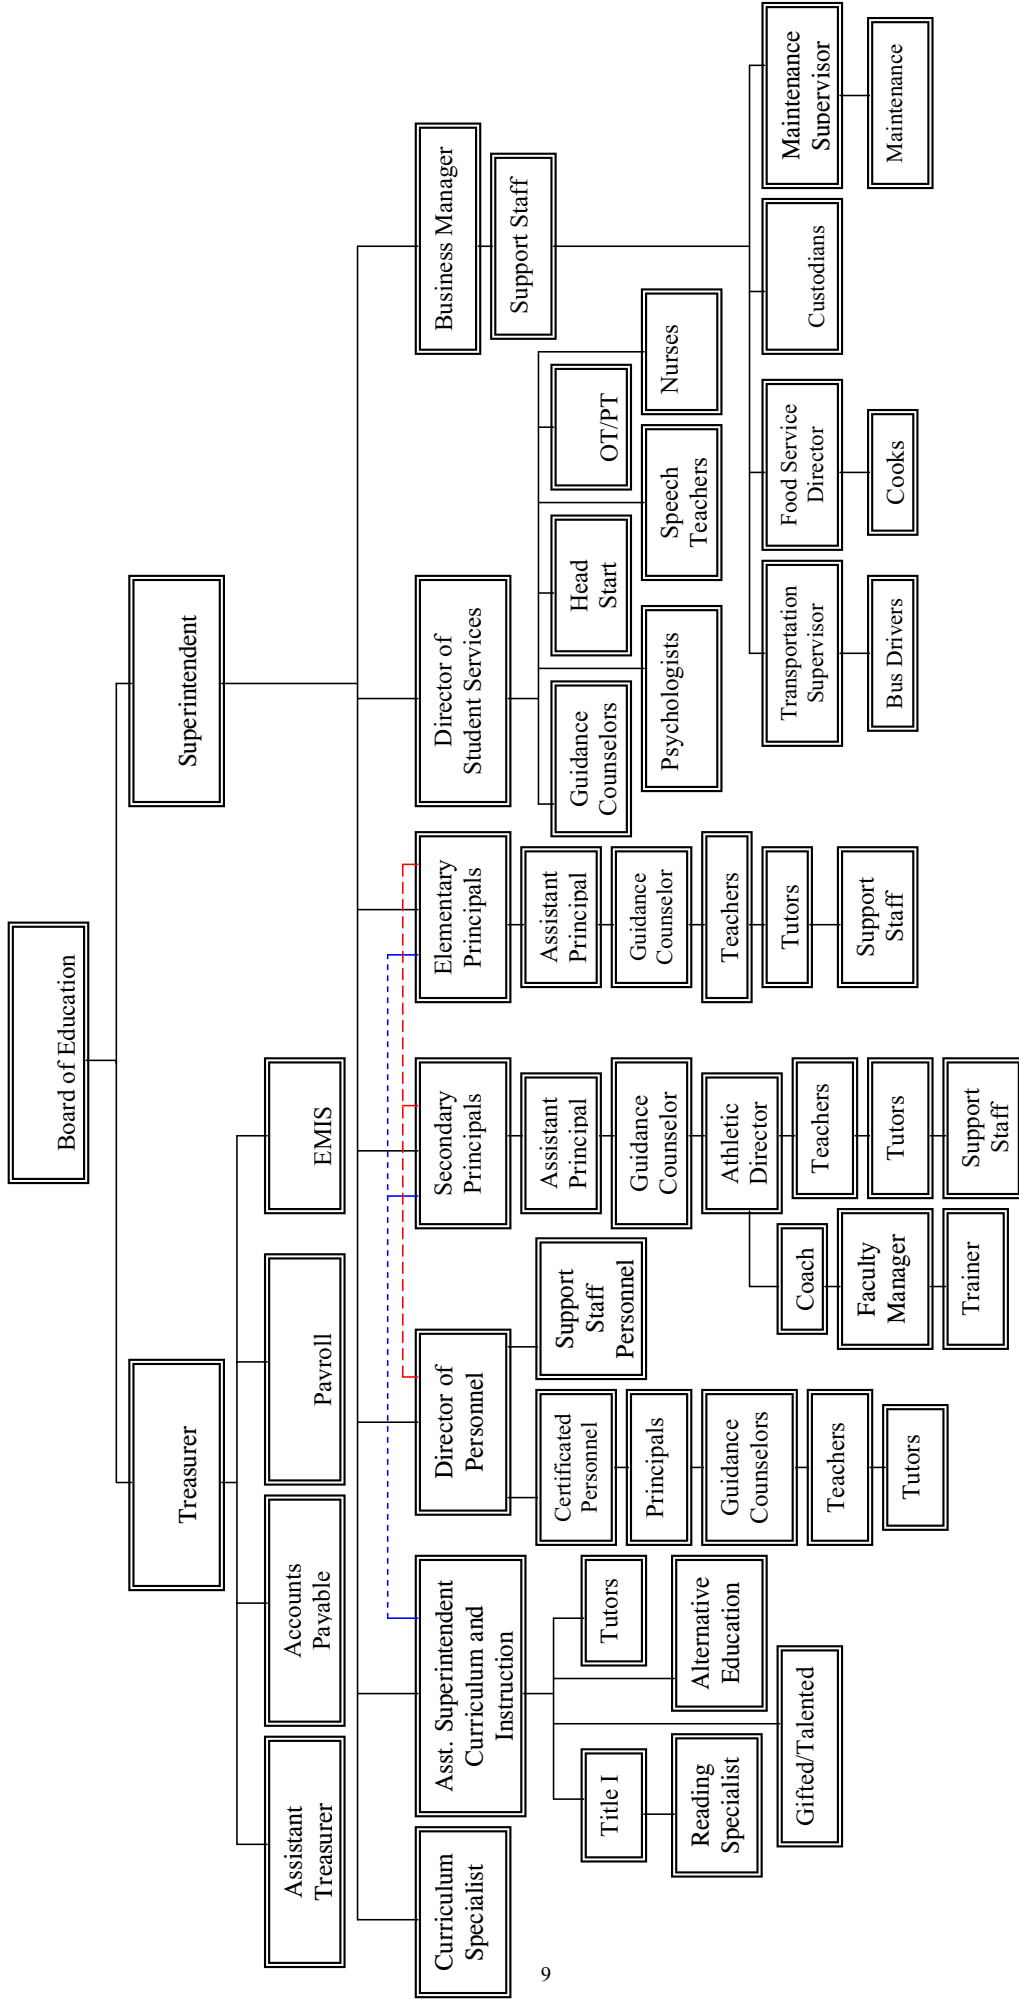 Board of Education
Treasurer
Superintendent
Assistant
Treasurer
Accounts
Payable
Payroll
EMIS
Curriculum
Specialist
Asst. Superintendent
Curriculum and
Instruction
Director of
Personnel
Secondary
Principals
Elementary
Principals
Director of
Student Services
Business Manager
Support Staff
Title I
Tutors
Reading
Specialist
Alternative
Education
Gifted/Talented
Certificated
Personnel
Support
Staff
Personnel
Principals
Guidance
Counselors
Teachers
Tutors
Assistant
Principal
Guidance
Counselor
Athletic
Director
Coach
Faculty
Manager
Trainer
Teachers
Tutors
Support
Staff
Assistant
Principal
Guidance
Counselor
Teachers
Tutors
Support
Staff
Guidance
Counselors
Head
Start
OT/PT
Psychologists
Speech
Teachers
Nurses
Transportation
Supervisor
Food Service
Director
Custodians
Maintenance
Supervisor
Bus Drivers
Cooks
Maintenance
9